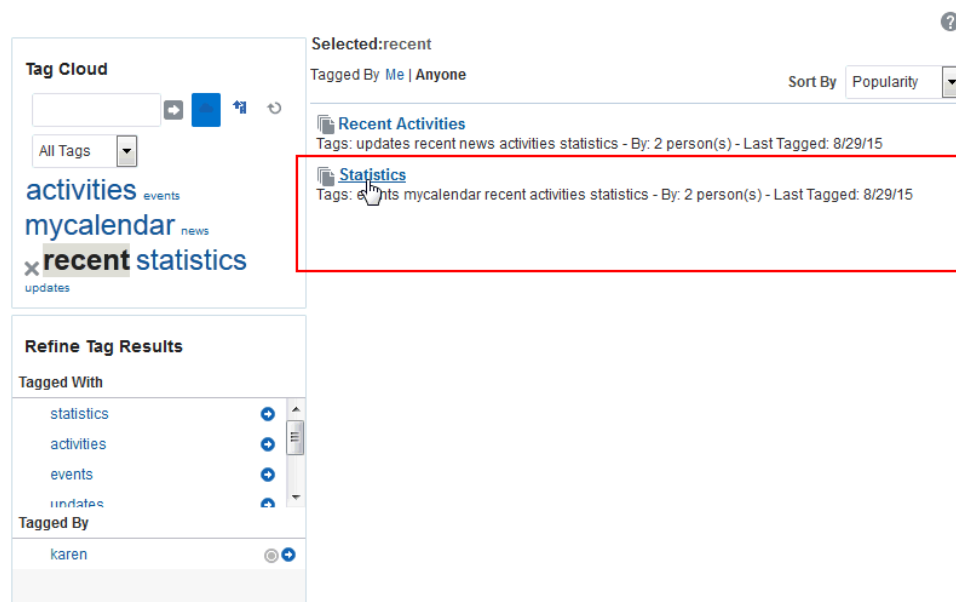 Tag Cloud
All Tags
activities events
mycalendar news
recent statistics
updates
Refine Tag Results
Tagged With
statistics
activities
events
updates
Tagged By
karen
Selected:recent
Tagged By Me | Anyone
Sort By Popularity
Recent Activities
Tags: updates recent news activities statistics - By: 2 person(s) - Last Tagged: 8/29/15
Statistics
Tags: events mycalendar recent activities statistics - By: 2 person(s) - Last Tagged: 8/29/15